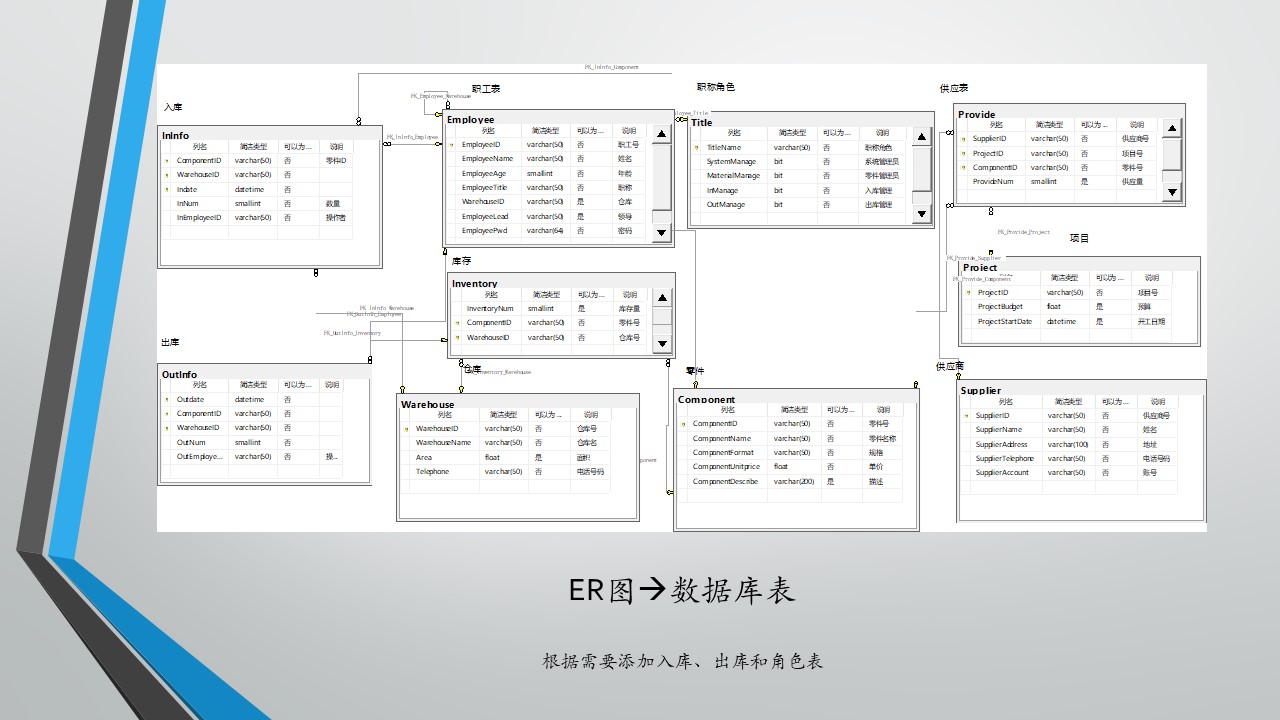 FK_InInfo_Component
职工表
职称角色
供应表
入库
FK_Employee_Warehouse
Employee
列名 简洁类型 可以为... 说明
EmployeeID varchar(50) 否 职工号
EmployeeName varchar(50) 否 姓名
EmployeeAge smallint 否 年龄
EmployeeTitle varchar(50) 否 职称
WarehouseID varchar(50) 是 仓库
EmployeeLead varchar(50) 是 领导
EmployeePwd varchar(64) 否 密码
Title
列名 简洁类型 可以为... 说明
TitleName varchar(50) 否 职称角色
SystemManage bit 否 系统管理员
MaterialManage bit 否 零件管理员
InManage bit 否 入库管理
OutManage bit 否 出库管理
Provide
列名 简洁类型 可以为... 说明
SupplierID varchar(50) 否 供应商号
ProjectID varchar(50) 否 项目号
ComponentID varchar(50) 否 零件号
ProvideNum smallint 是 供应量
InInfo
列名 简洁类型 可以为... 说明
ComponentID varchar(50) 否 零件ID
WarehouseID varchar(50) 否
Indate datetime 否
InNum smallint 否 数量
InEmployeeID varchar(50) 否 操作者
FK_InInfo_Employee
loyee_Title
FK_Provide_Project
项目
FK_Provide_Supplier
FK_Provide_Component
Project
列名 简洁类型 可以为... 说明
ProjectID varchar(50) 否 项目号
ProjectBudget float 是 预算
ProjectStartDate datetime 是 开工日期
库存
Inventory
列名 简洁类型 可以为... 说明
InventoryNum smallint 是 库存量
ComponentID varchar(50) 否 零件号
WarehouseID varchar(50) 否 仓库号
FK_InInfo_Warehouse
FK_OutInfo_Employee
FK_OutInfo_Inventory
出库
仓库
FK_Inventory_Warehouse
零件
供应商
OutInfo
列名 简洁类型 可以为... 说明
Outdate datetime 否
ComponentID varchar(50) 否
WarehouseID varchar(50) 否
OutNum smallint 否
OutEmploye... varchar(50) 否 操...
Warehouse
列名 简洁类型 可以为 ... 说明
WarehouseID varchar(50) 否 仓库号
WarehouseName varchar(50) 否 仓库名
Area float 是 面积
Telephone varchar(50) 否 电话号码
ponent
Component
列名 简洁类型 可以为 ... 说明
ComponentID varchar(50) 否 零件号
ComponentName varchar(50) 否 零件名称
ComponentFormat varchar(50) 否 规格
ComponentUnitprice float 否 单价
ComponentDescribe varchar(200) 是 描述
Supplier
列名 简洁类型 可以为... 说明
SupplierID varchar(50) 否 供应商号
SupplierName varchar(50) 否 姓名
SupplierAddress varchar(100) 否 地址
SupplierTelephone varchar(50) 否 电话号码
SupplierAccount varchar(50) 否 账号
ER图→数据库表
根据需要添加入库、出库和角色表